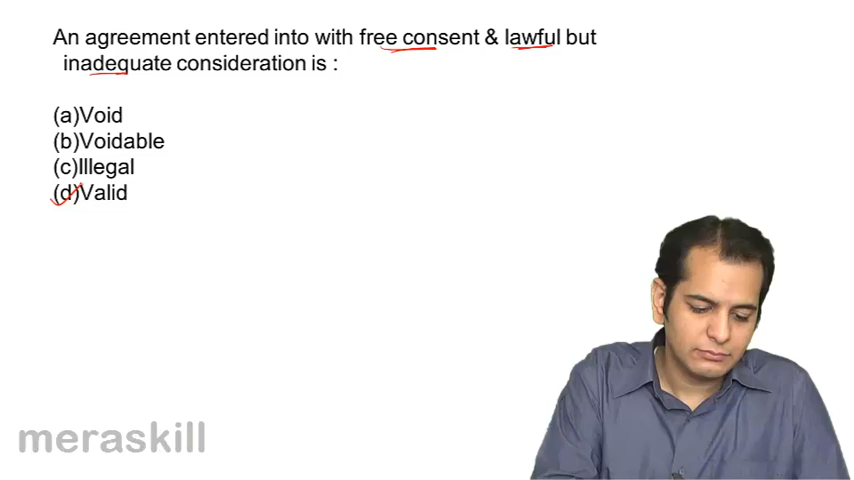 An agreement entered into with free consent & lawful but
inadequate consideration is :
(a)Void
(b)Voidable
(c)Illegal
(d)Valid
meraskill